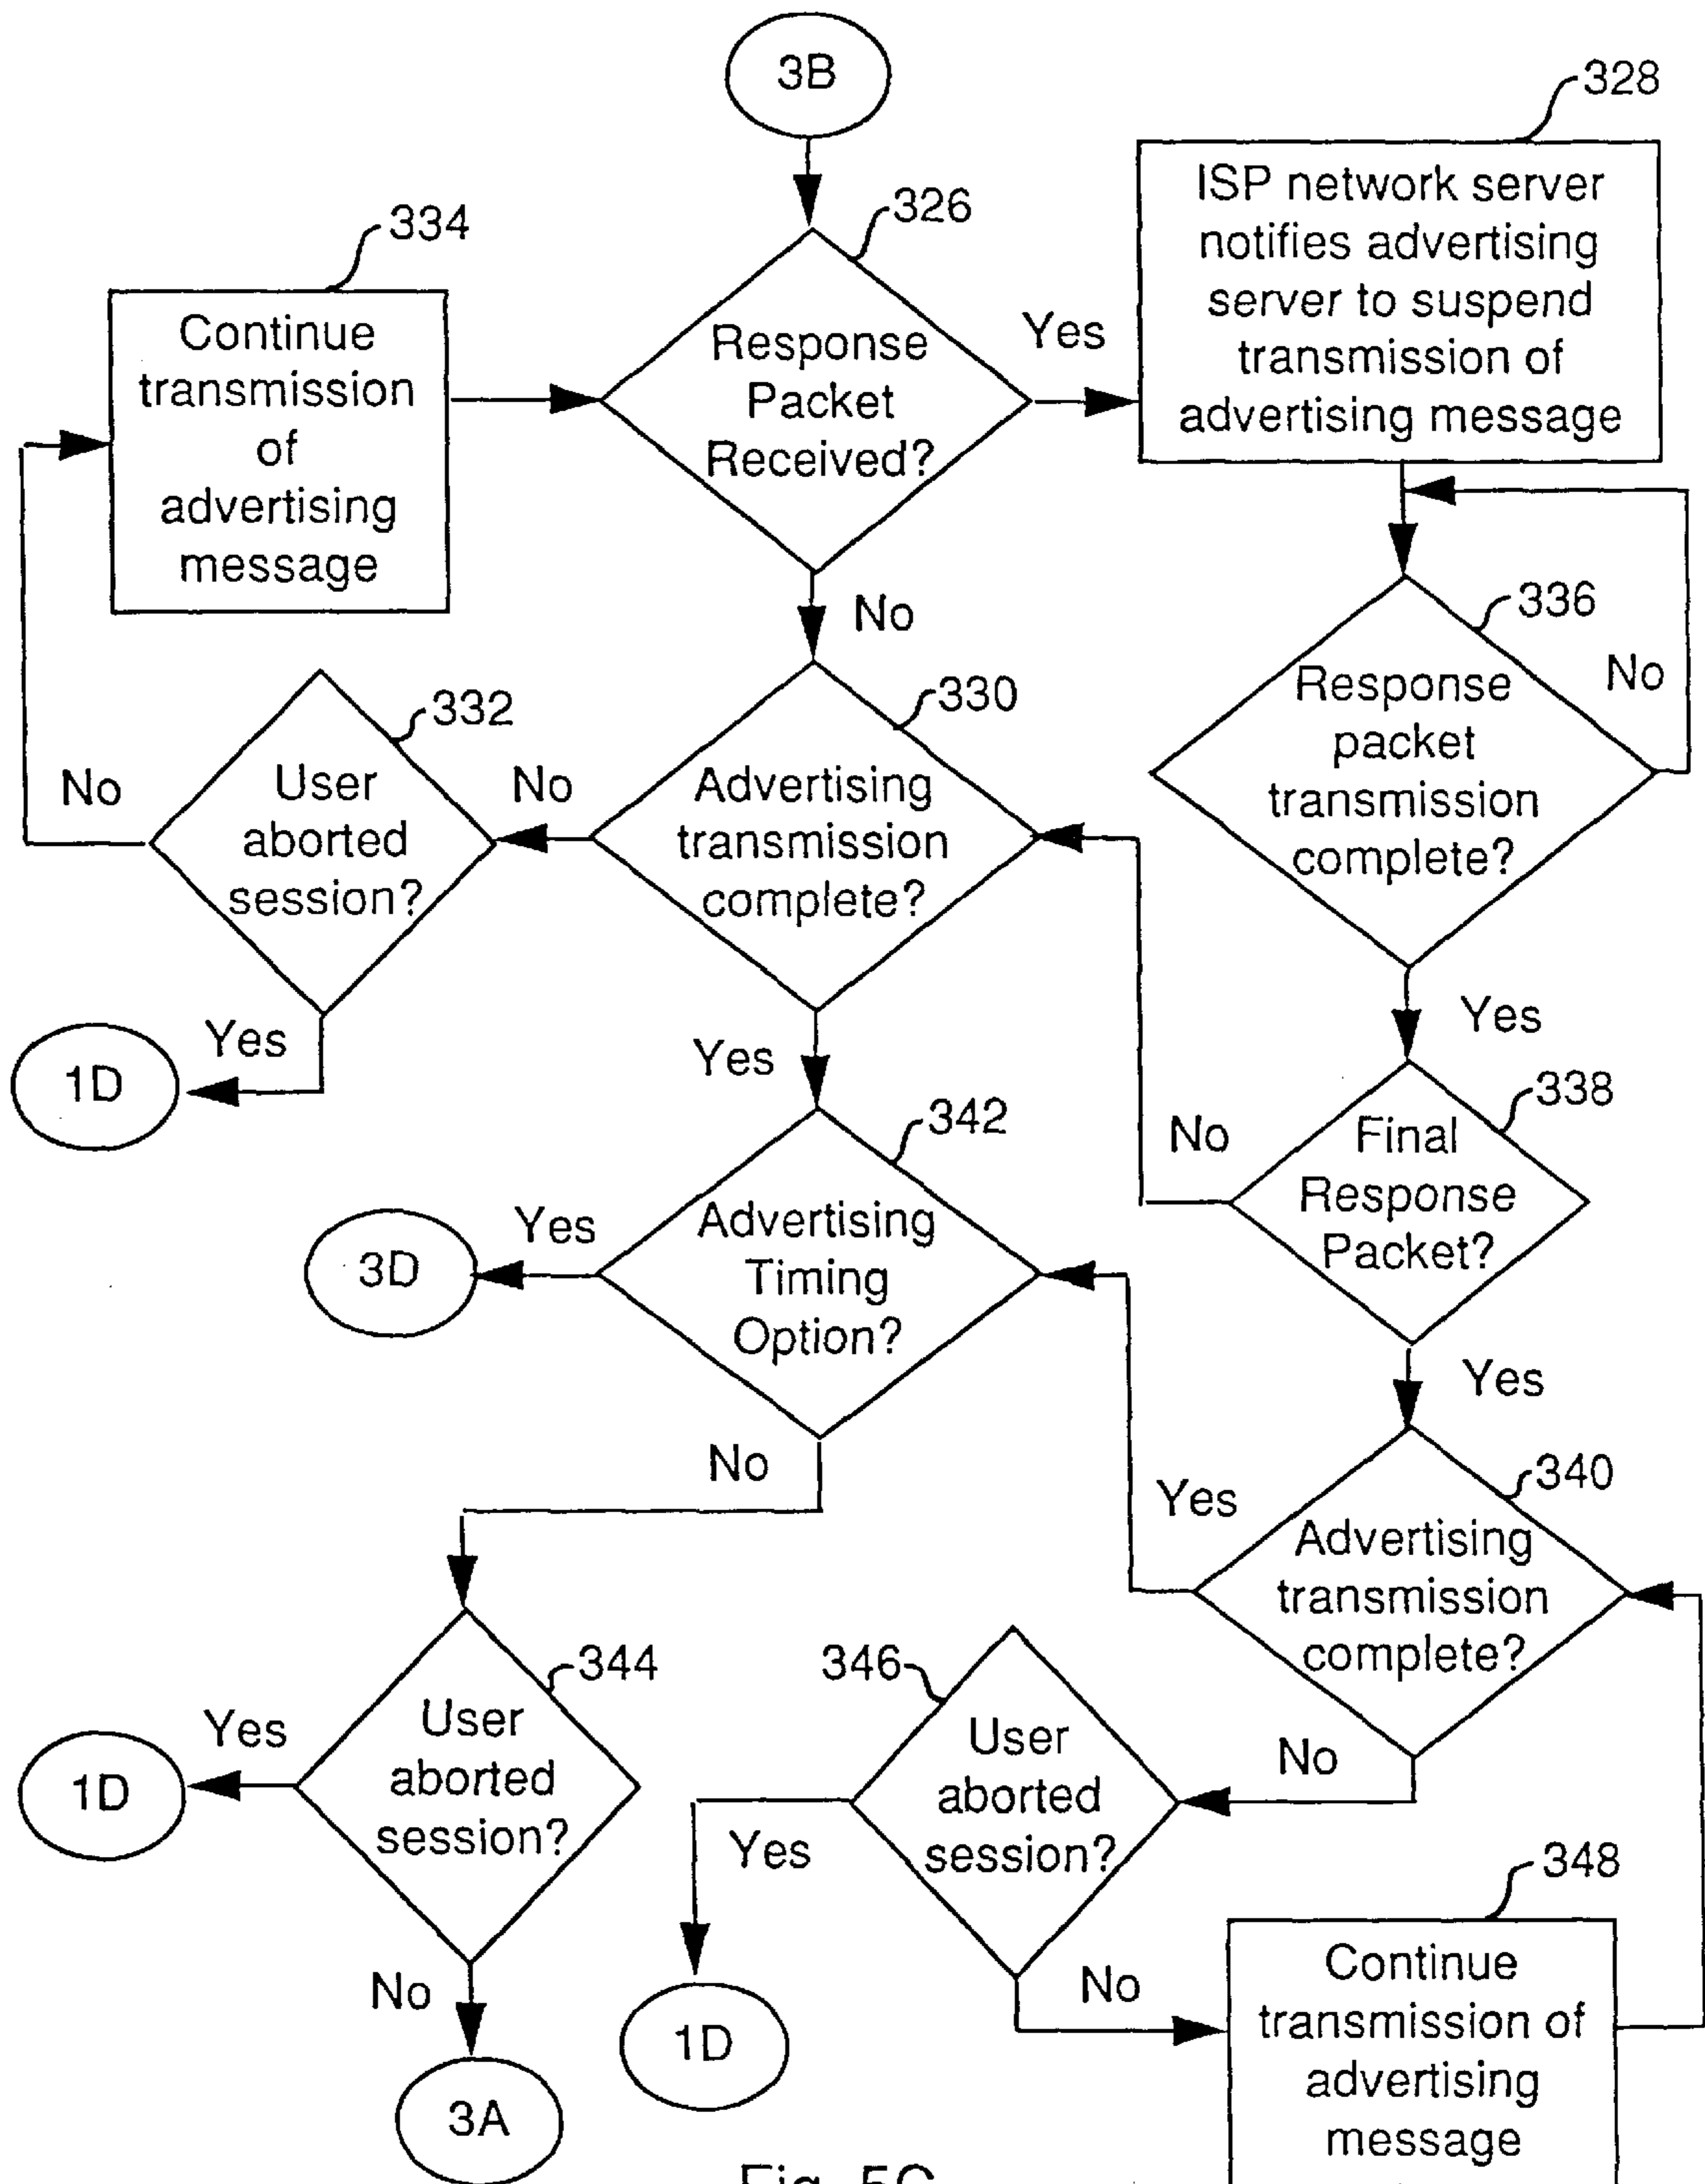 3B
328
ISP network server
notifies advertising
server to suspend
transmission of
advertising message
326
334
Continue
transmission
of
advertising
message
Response
Packet
Received?
Yes
No
336
Response
packet
transmission
complete?
No
332
User
aborted
session?
No
No
330
Advertising
transmission
complete?
Yes
1D
Yes
Yes
338
Final
Response
Packet?
No
342
Advertising
Timing
Option?
Yes
3D
Yes
No
340
Advertising
transmission
complete?
Yes
344
User
aborted
session?
Yes
1D
346
User
aborted
session?
No
Yes
348
Continue
transmission of
advertising
message
No
1D
No
3A
Fig. 5C